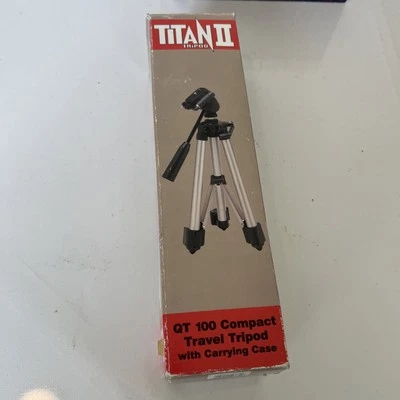 TiTAN II
TRiPOD
QT 100 Compact
Travel Tripod
with Carrying Case